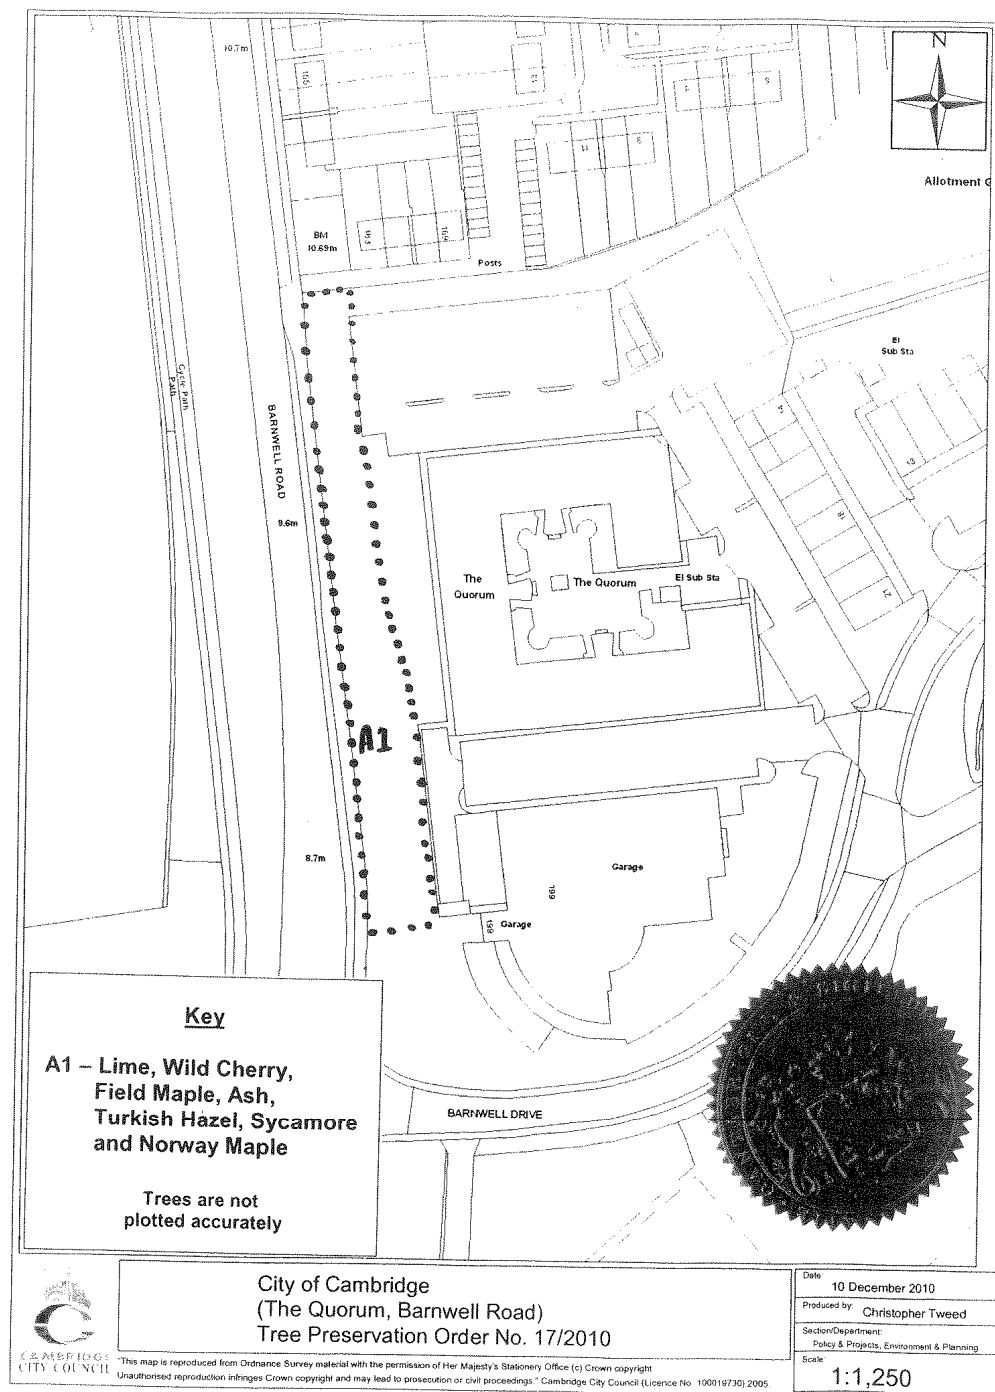 10.7m
N
Allotment G
BM
10.69m
Posts
El
Sub Sta
Cycle Path
Path
BARNWELL ROAD
9.6m
The
Quorum
The Quorum
El Sub Sta
A1
8.7m
Garage
199
199
Garage
Key
A1 – Lime, Wild Cherry,
Field Maple, Ash,
Turkish Hazel, Sycamore
and Norway Maple
Trees are not
plotted accurately
BARNWELL DRIVE
CAMBRIDGE
CITY COUNCIL
City of Cambridge
(The Quorum, Barnwell Road)
Tree Preservation Order No. 17/2010
"This map is reproduced from Ordnance Survey material with the permission of Her Majesty's Stationery Office (c) Crown copyright
Unauthorised reproduction infringes Crown copyright and may lead to prosecution or civil proceedings." Cambridge City Council (Licence No 100019730) 2005.
Date
10 December 2010
Produced by: Christopher Tweed
Section/Department:
Policy & Projects, Environment & Planning
Scale
1:1,250